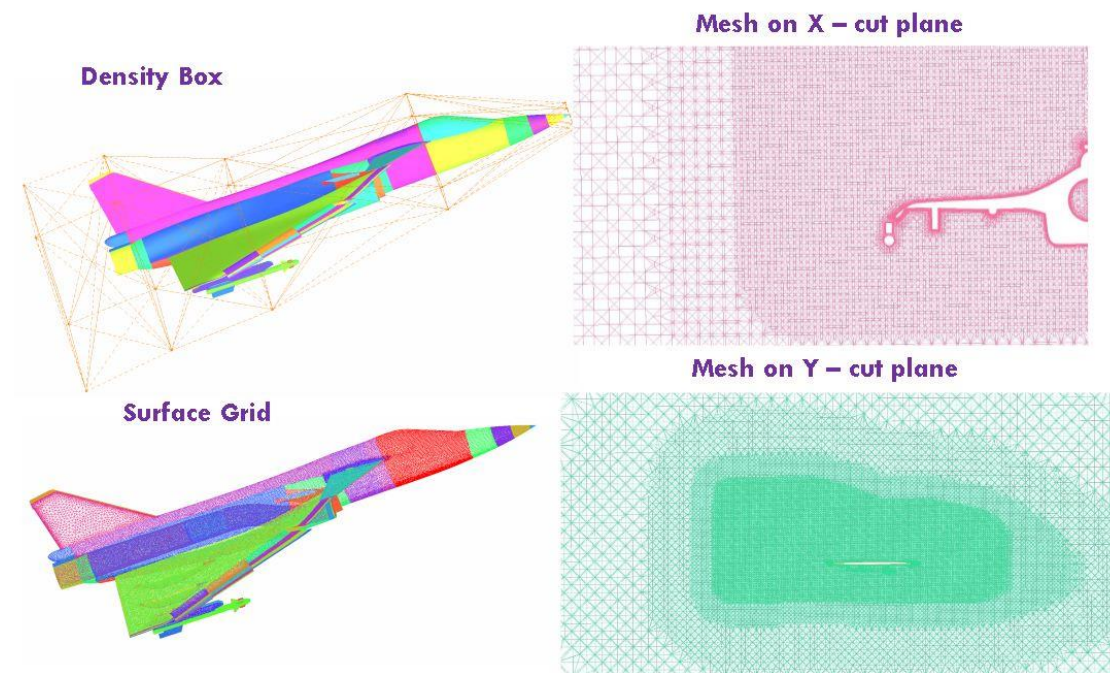 Mesh on X – cut plane
Density Box
Mesh on Y – cut plane
Surface Grid